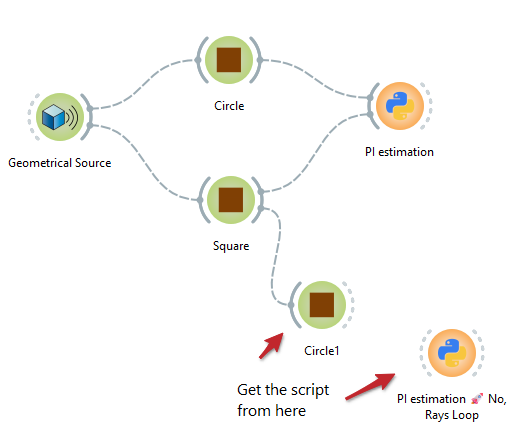 Circle
Geometrical Source
PI estimation
Square
Circle1
Get the script
from here
PI estimation 🚀 No,
Rays Loop